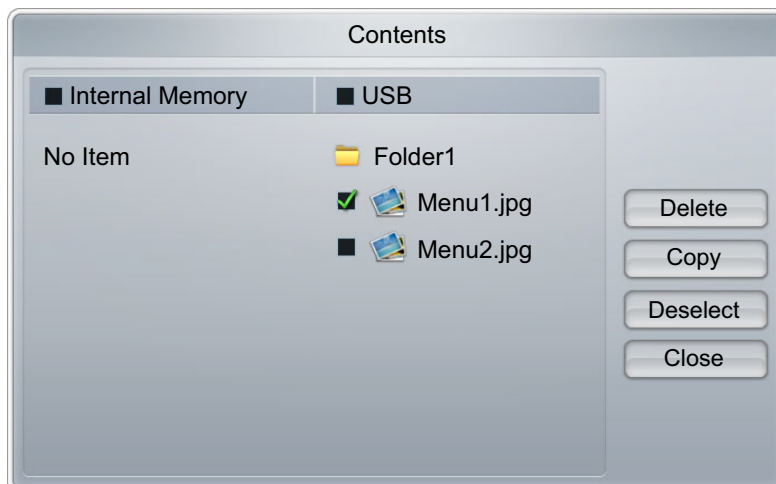 Contents
Internal Memory
USB
No Item
Folder1
Menu1.jpg
Menu2.jpg
Delete
Copy
Deselect
Close